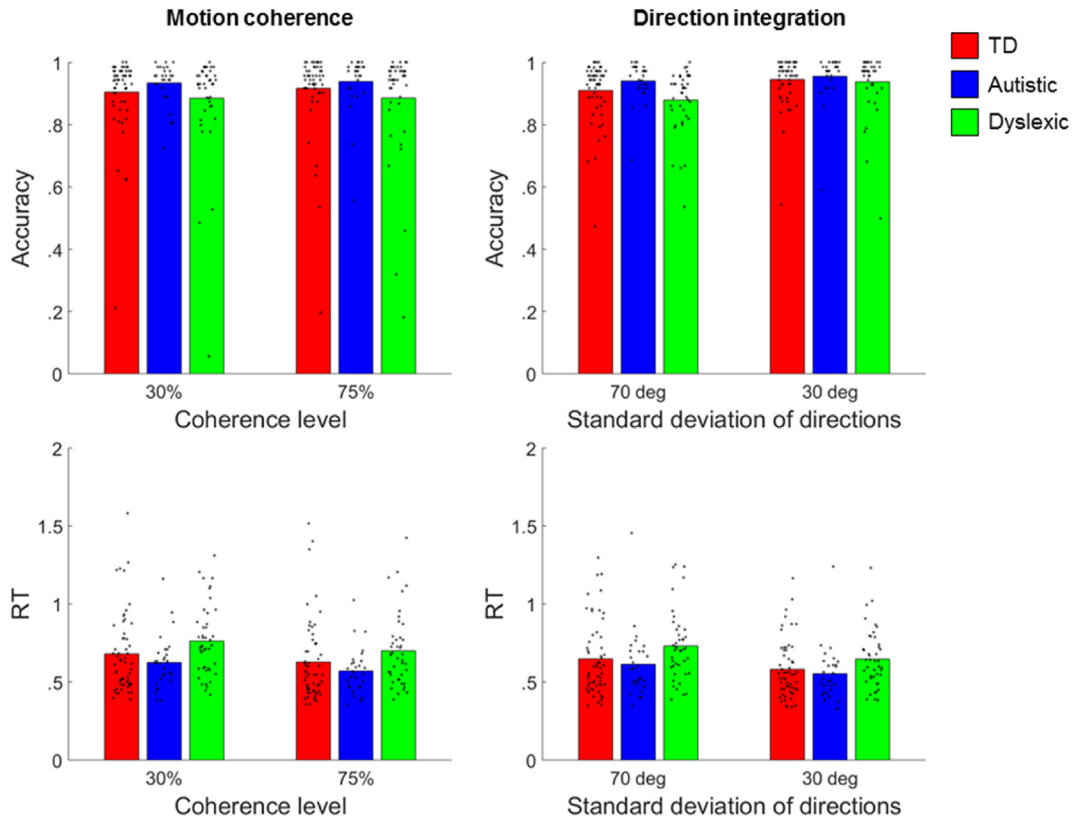 Motion coherence
Direction integration
TD
Autistic
Dyslexic
Accuracy
1
.8
.6
.4
.2
0
30%
75%
Coherence level
Accuracy
1
.8
.6
.4
.2
0
70 deg
30 deg
Standard deviation of directions
RT
2
1.5
1
.5
0
30%
75%
Coherence level
RT
2
1.5
1
.5
0
70 deg
30 deg
Standard deviation of directions